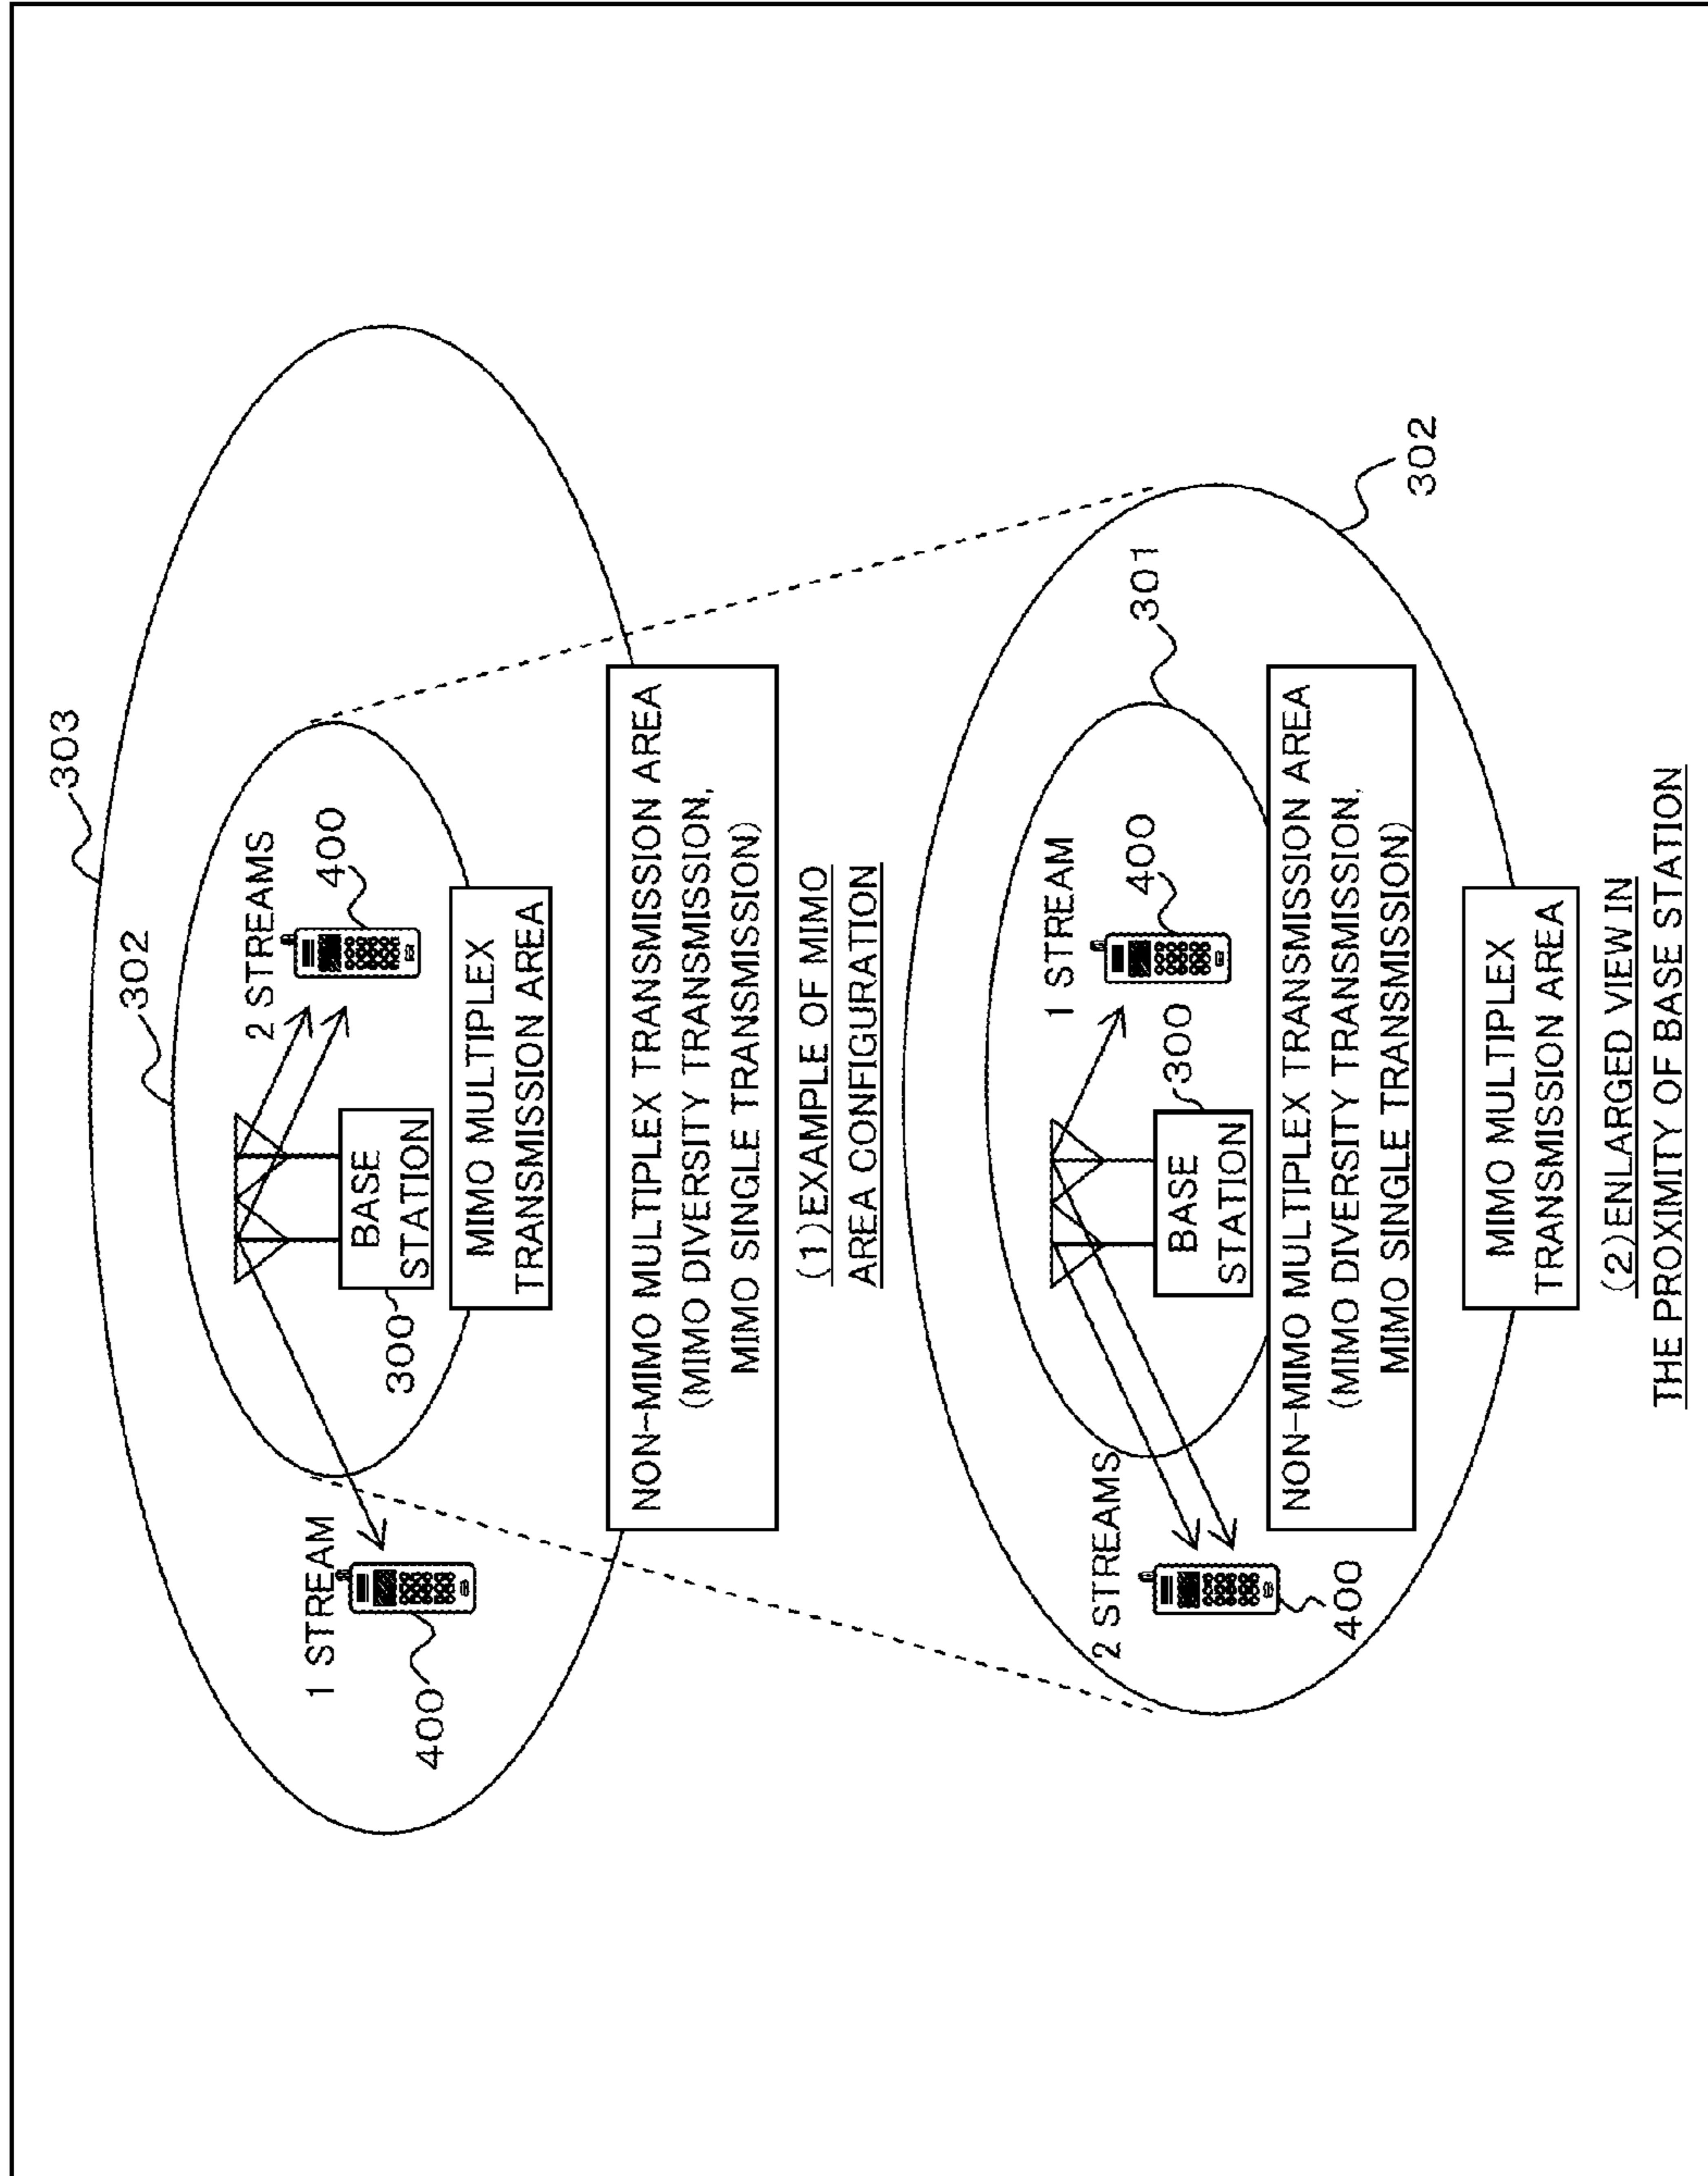 303
302
2 STREAMS
400
1 STREAM
400
BASE
STATION
300
MIMO MULTIPLEX
TRANSMISSION AREA
NON-MIMO MULTIPLEX TRANSMISSION AREA
(MIMO DIVERSITY TRANSMISSION,
MIMO SINGLE TRANSMISSION)
(1)EXAMPLE OF MIMO
AREA CONFIGURATION
302
301
1 STREAM
400
300
BASE
STATION
2 STREAMS
400
NON-MIMO MULTIPLEX TRANSMISSION AREA
(MIMO DIVERSITY TRANSMISSION,
MIMO SINGLE TRANSMISSION)
MIMO MULTIPLEX
TRANSMISSION AREA
(2)ENLARGED VIEW IN
THE PROXIMITY OF BASE STATION